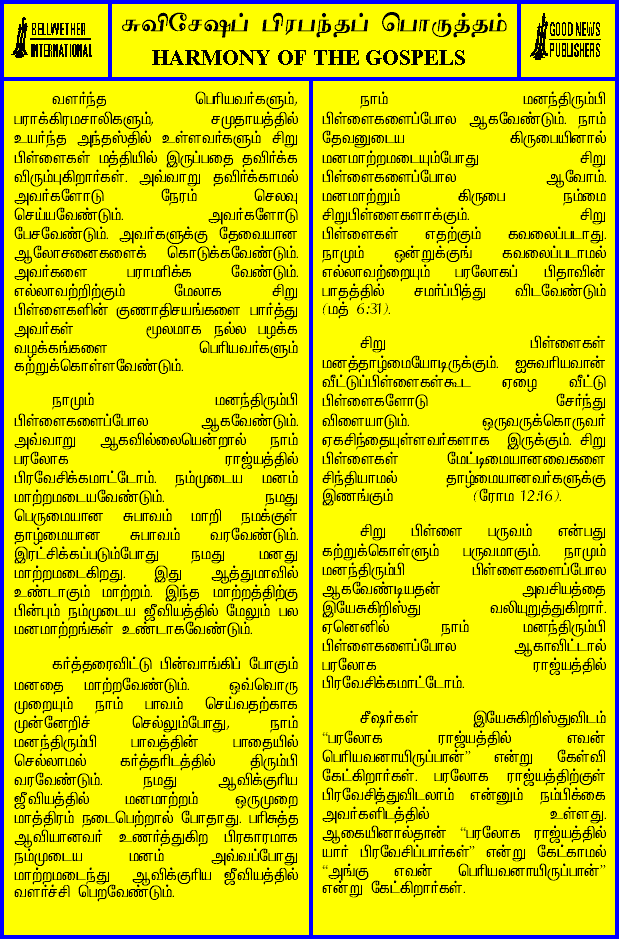 BELLWETHER
INTERNATIONAL
சுவிசேஷப் பிரபந்தப் பொருத்தம்
HARMONY OF THE GOSPELS
GOOD NEWS
PUBLISHERS
வளர்ந்த பெரியவர்களும்,
பராக்கிரமசாலிகளும், சமுதாயத்தில்
உயர்ந்த அந்தஸ்தில் உள்ளவர்களும் சிறு
பிள்ளைகள் மத்தியில் இருப்பதை தவிர்க்க
விரும்புகிறார்கள். அவ்வாறு தவிர்க்காமல்
அவர்களோடு நேரம் செலவு
செய்யவேண்டும். அவர்களோடு
பேசவேண்டும். அவர்களுக்கு தேவையான
ஆலோசனைகளைக் கொடுக்கவேண்டும்.
அவர்களை பராமரிக்க வேண்டும்.
எல்லாவற்றிற்கும் மேலாக சிறு
பிள்ளைகளின் குணாதிசயங்களை பார்த்து
அவர்கள் மூலமாக நல்ல பழக்க
வழக்கங்களை பெரியவர்களும்
கற்றுக்கொள்ளவேண்டும்.
நாமும் மனந்திரும்பி
பிள்ளைகளைப்போல ஆகவேண்டும்.
அவ்வாறு ஆகவில்லையென்றால் நாம்
பரலோக ராஜ்யத்தில்
பிரவேசிக்கமாட்டோம். நம்முடைய மனம்
மாற்றமடையவேண்டும். நமது
பெருமையான சுபாவம் மாறி நமக்குள்
தாழ்மையான சுபாவம் வரவேண்டும்.
இரட்சிக்கப்படும்போது நமது மனது
மாற்றமடைகிறது. இது ஆத்துமாவில்
உண்டாகும் மாற்றம். இந்த மாற்றத்திற்கு
பின்பும் நம்முடைய ஜீவியத்தில் மேலும் பல
மனமாற்றங்கள் உண்டாகவேண்டும்.
கர்த்தரைவிட்டு பின்வாங்கிப் போகும்
மனதை மாற்றவேண்டும். ஒவ்வொரு
முறையும் நாம் பாவம் செய்வதற்காக
முன்னேறிச் செல்லும்போது, நாம்
மனந்திரும்பி பாவத்தின் பாதையில்
செல்லாமல் கர்த்தரிடத்தில் திரும்பி
வரவேண்டும். நமது ஆவிக்குரிய
ஜீவியத்தில் மனமாற்றம் ஒருமுறை
மாத்திரம் நடைபெற்றால் போதாது. பரிசுத்த
ஆவியானவர் உணர்த்துகிற பிரகாரமாக
நம்முடைய மனம் அவ்வப்போது
மாற்றமடைந்து ஆவிக்குரிய ஜீவியத்தில்
வளர்ச்சி பெறவேண்டும்.
நாம் மனந்திரும்பி
பிள்ளைகளைப்போல ஆகவேண்டும். நாம்
தேவனுடைய கிருபையினால்
மனமாற்றமடையும்போது சிறு
பிள்ளைகளைப்போல ஆவோம்.
மனமாற்றும் கிருபை நம்மை
சிறுபிள்ளைகளாக்கும். சிறு
பிள்ளைகள் எதற்கும் கவலைப்படாது.
நாமும் ஒன்றுக்குங் கவலைப்படாமல்
எல்லாவற்றையும் பரலோகப் பிதாவின்
பாதத்தில் சமர்ப்பித்து விடவேண்டும்
(மத் 6:31).
சிறு பிள்ளைகள்
மனத்தாழ்மையோடிருக்கும். ஐசுவரியவான்
வீட்டுப்பிள்ளைகள்கூட ஏழை வீட்டு
பிள்ளைகளோடு சேர்ந்து
விளையாடும். ஒருவருக்கொருவர்
ஏகசிந்தையுள்ளவர்களாக இருக்கும். சிறு
பிள்ளைகள் மேட்டிமையானவைகளை
சிந்தியாமல் தாழ்மையானவர்களுக்கு
இணங்கும் (ரோம 12:16).
சிறு பிள்ளை பருவம் என்பது
கற்றுக்கொள்ளும் பருவமாகும். நாமும்
மனந்திரும்பி பிள்ளைகளைப்போல
ஆகவேண்டியதன் அவசியத்தை
இயேசுகிறிஸ்து வலியுறுத்துகிறார்.
ஏனெனில் நாம் மனந்திரும்பி
பிள்ளைகளைப்போல ஆகாவிட்டால்
பரலோக ராஜ்யத்தில்
பிரவேசிக்கமாட்டோம்.
சீஷர்கள் இயேசுகிறிஸ்துவிடம்
“பரலோக ராஜ்யத்தில் எவன்
பெரியவனாயிருப்பான்” என்று கேள்வி
கேட்கிறார்கள். பரலோக ராஜ்யத்திற்குள்
பிரவேசித்துவிடலாம் என்னும் நம்பிக்கை
அவர்களிடத்தில் உள்ளது.
ஆகையினால்தான் “பரலோக ராஜ்யத்தில்
யார் பிரவேசிப்பார்கள்” என்று கேட்காமல்
“அங்கு எவன் பெரியவனாயிருப்பான்”
என்று கேட்கிறார்கள்.